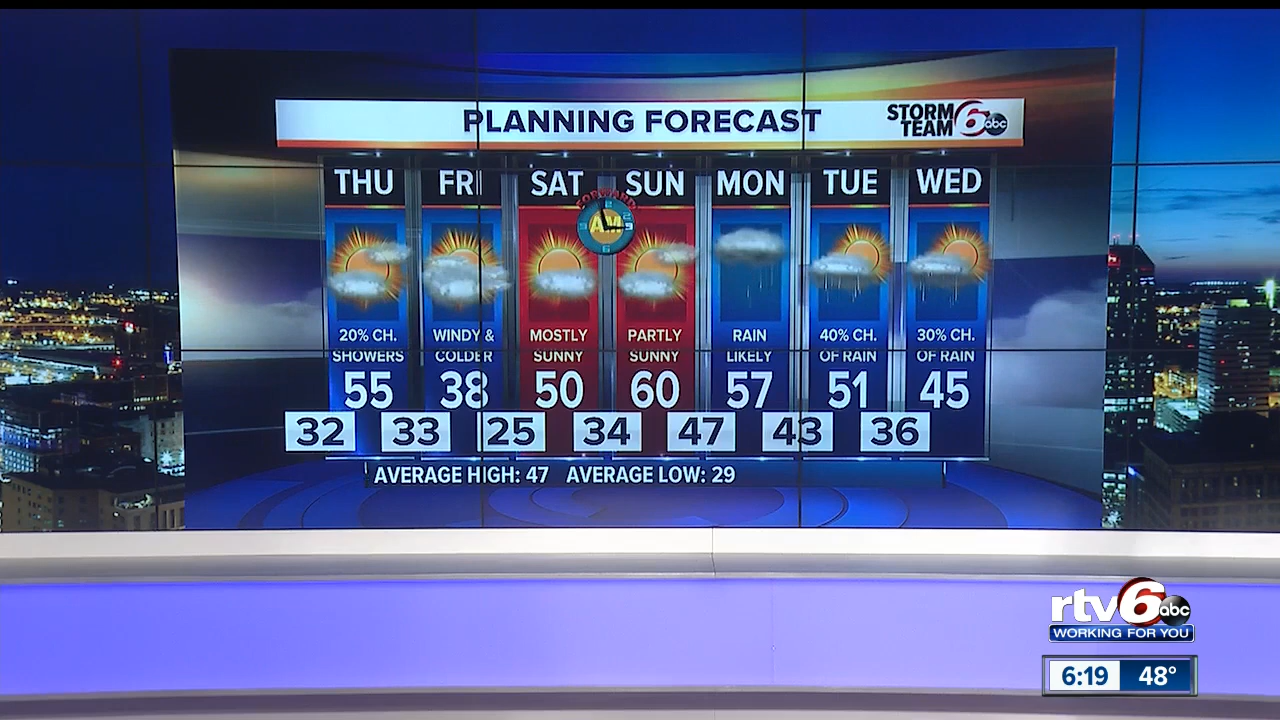 PLANNING FORECAST
STORM
TEAM 6 abc
THU FRI SAT SUN MON TUE WED
FORWARD
AM
20% CH. WINDY & MOSTLY PARTLY RAIN 40% CH. 30% CH.
SHOWERS COLDER SUNNY SUNNY LIKELY OF RAIN OF RAIN
55 38 50 60 57 51 45
32 33 25 34 47 43 36
AVERAGE HIGH: 47 AVERAGE LOW: 29
rtv6 abc
WORKING FOR YOU
6:19 48°